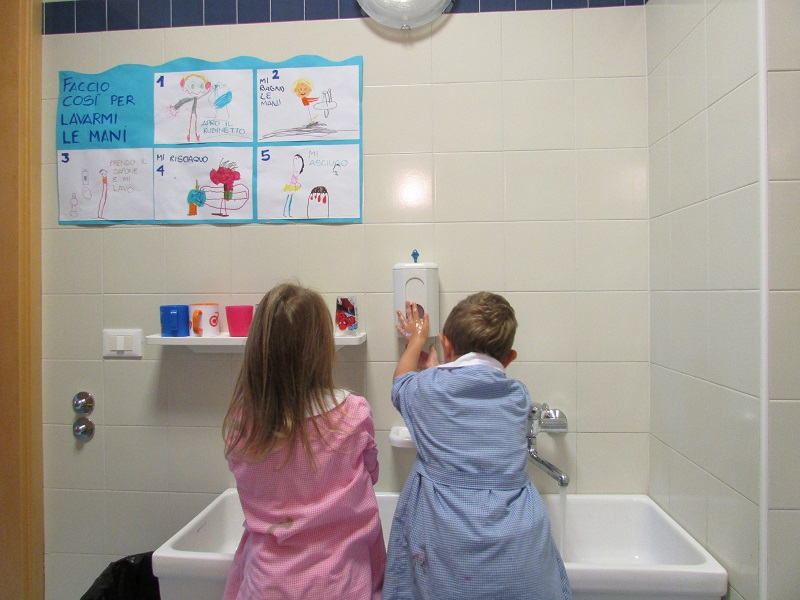 FACCIO
COSÍ PER
LAVARMI
LE MANI
1
APRO IL
RUBINETTO
2
MI
BAGNO
LE
MANI
3
PRENDO IL
SAPONE
E MI
LAVO
MI RISCIACQUO
4
5
MI
ASCIUGO